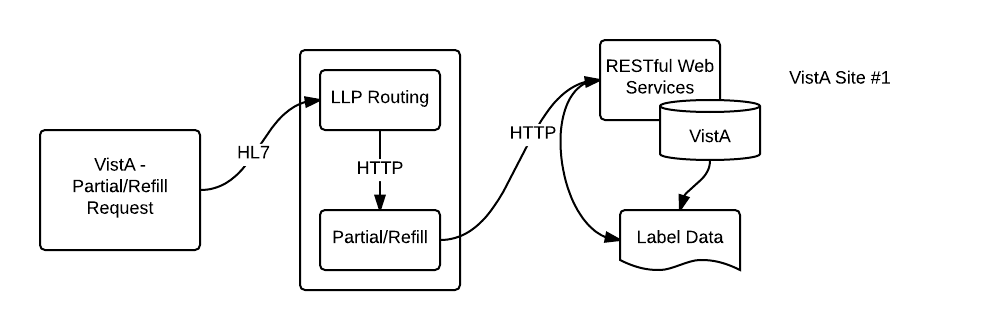 VistA -
Partial/Refill
Request
HL7
LLP Routing
HTTP
Partial/Refill
HTTP
RESTful Web
Services
VistA
Label Data
VistA Site #1